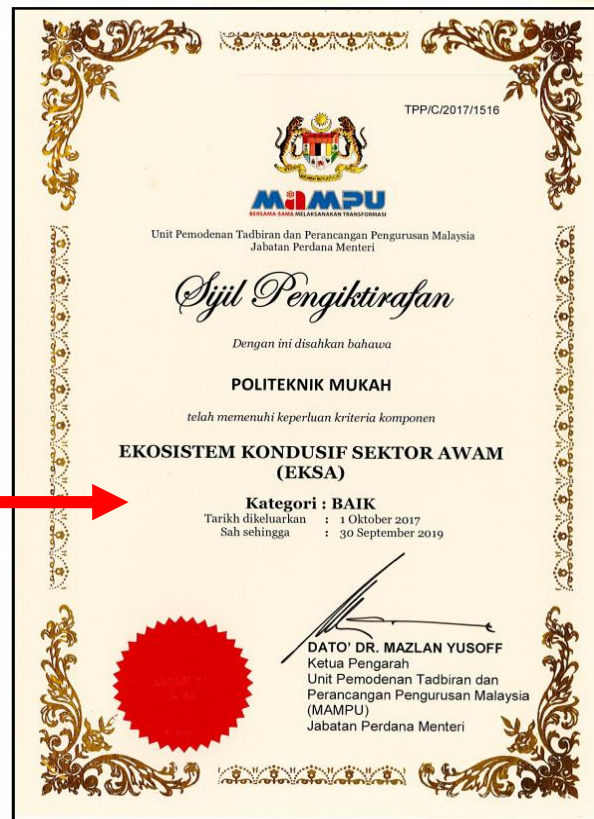 TPP/C/2017/1516
MAMPU
BERSAMA-SAMA MELAKSANAKAN TRANSFORMASI
Unit Pemodenan Tadbiran dan Perancangan Pengurusan Malaysia
Jabatan Perdana Menteri
Sijil Pengiktirafan
Dengan ini disahkan bahawa
POLITEKNIK MUKAH
telah memenuhi keperluan kriteria komponen
EKOSISTEM KONDUSIF SEKTOR AWAM
(EKSA)
Kategori : BAIK
Tarikh dikeluarkan : 1 Oktober 2017
Sah sehingga : 30 September 2019
DATO' DR. MAZLAN YUSOFF
Ketua Pengarah
Unit Pemodenan Tadbiran dan
Perancangan Pengurusan Malaysia
(MAMPU)
Jabatan Perdana Menteri